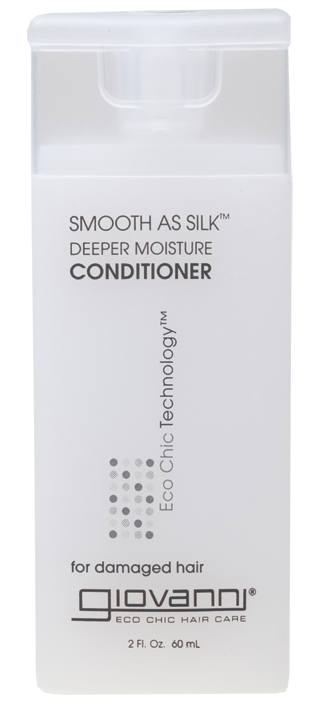 SMOOTH AS SILK™
DEEPER MOISTURE
CONDITIONER
Eco Chic Technology™
for damaged hair
giovanni®
ECO CHIC HAIR CARE
2 Fl. Oz. 60 mL